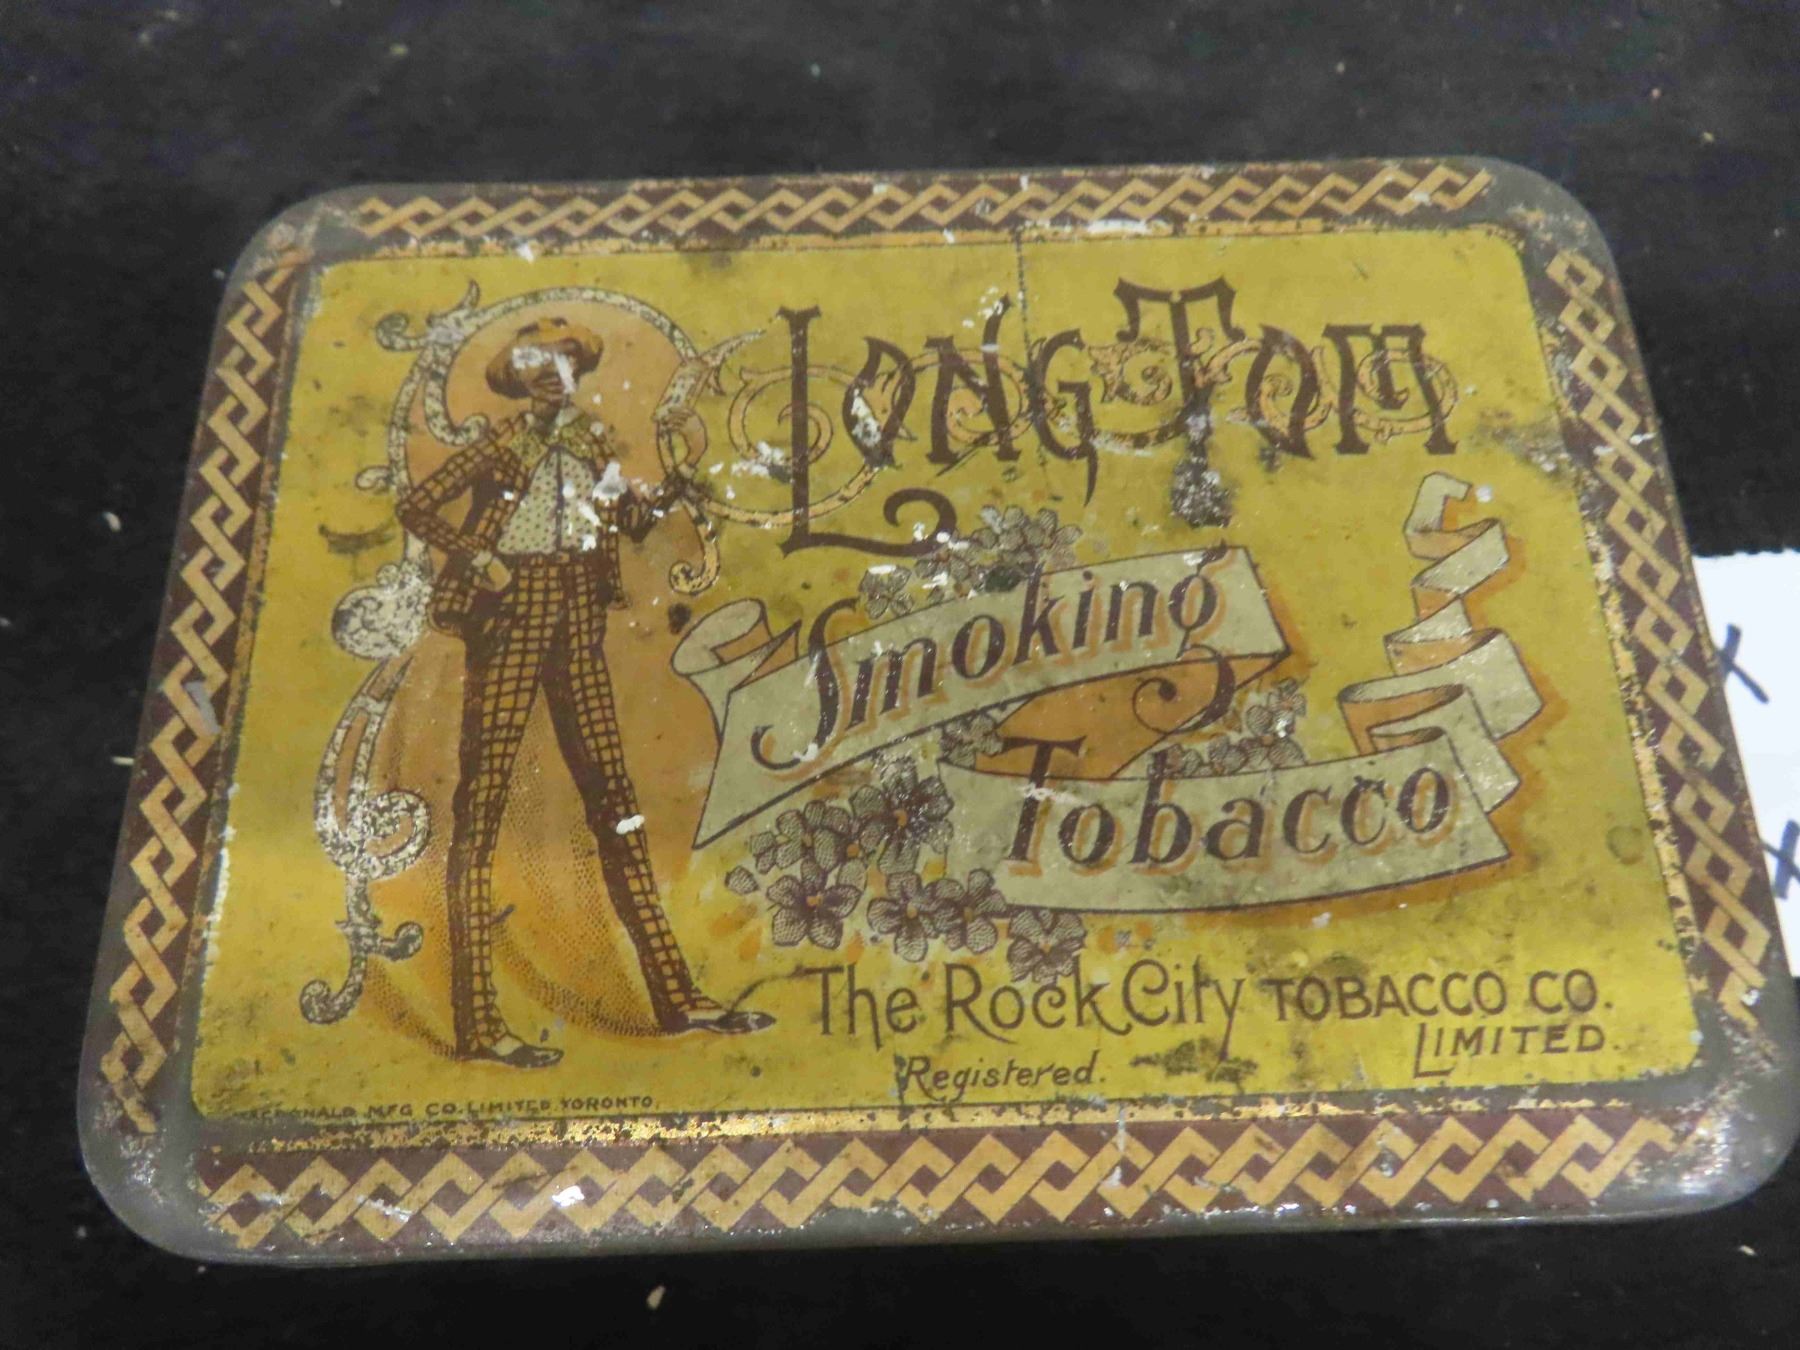 Long Tom
Smoking
Tobacco
The Rock City TOBACCO CO.
LIMITED.
Registered.
MFG CO. LIMITED. TORONTO.